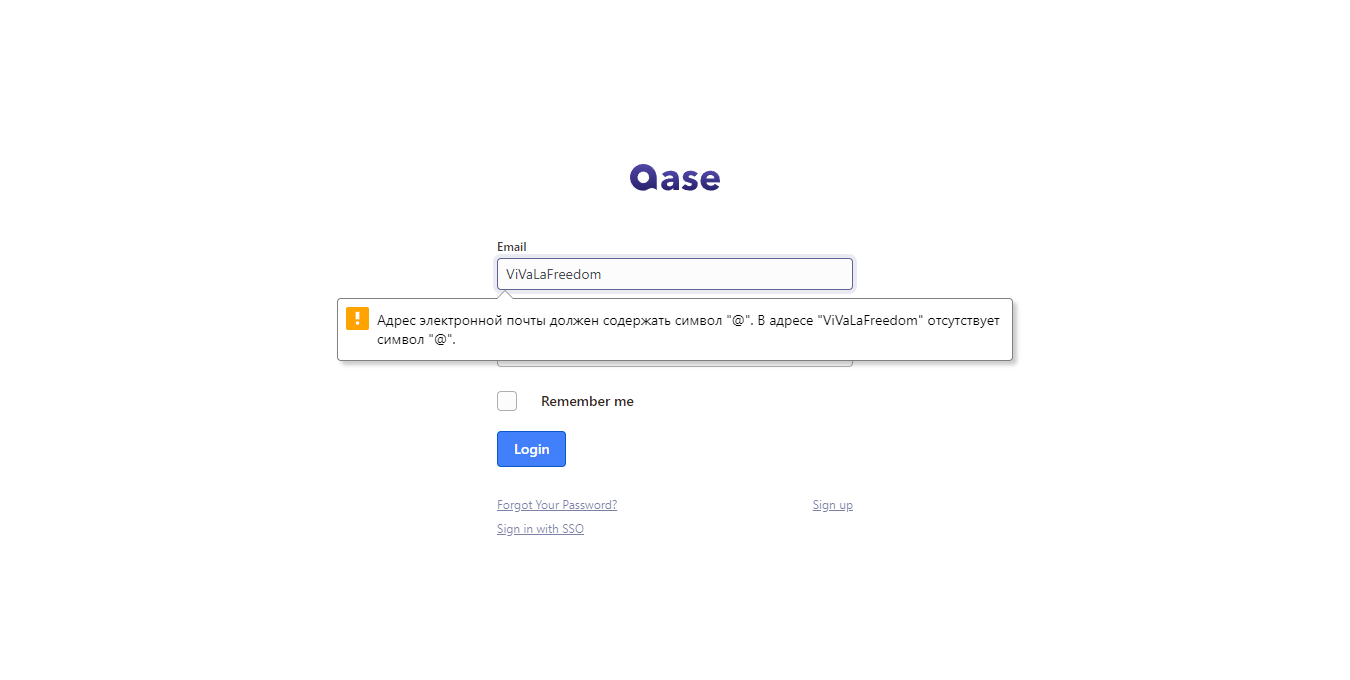 Qase
Email
ViVaLaFreedom
Адрес электронной почты должен содержать символ "@". В адресе "ViVaLaFreedom" отсутствует
символ "@".
Remember me
Login
Forgot Your Password? Sign up
Sign in with SSO